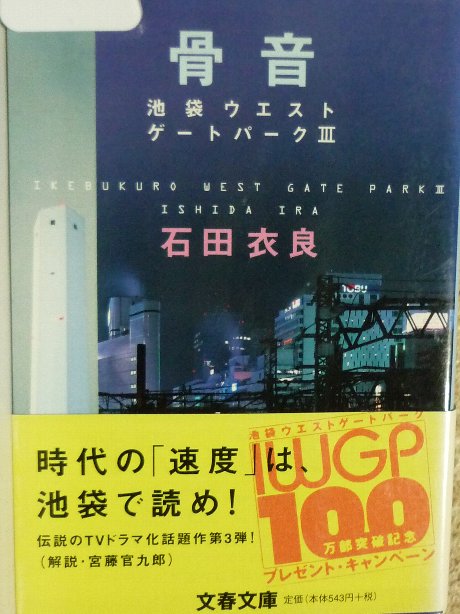 骨音
池袋ウエスト
ゲートパークⅢ
IKEBUKURO WEST GATE PARKⅢ
ISHIDA IRA
石田衣良
TOBU
時代の「速度」は、
池袋で読め!
伝説のTVドラマ化話題作第3弾!
(解説・宮藤官九郎)
池袋ウエストゲートパーク
IWGP
100
万部突破記念
プレゼント・キャンペーン
文春文庫
定価(本体543円+税)